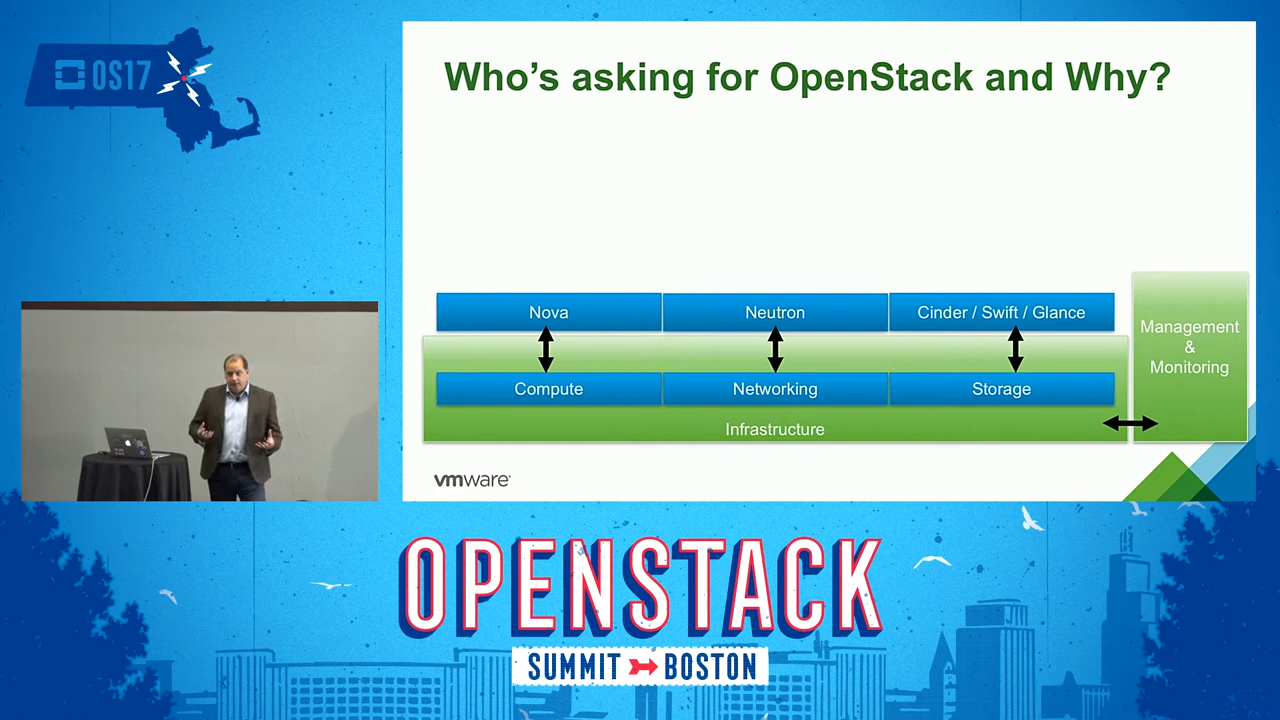 OS17
Who's asking for OpenStack and Why?
Nova
Neutron
Cinder / Swift / Glance
Management
&
Monitoring
Compute
Networking
Storage
Infrastructure
vmware
OPENSTACK
SUMMIT BOSTON